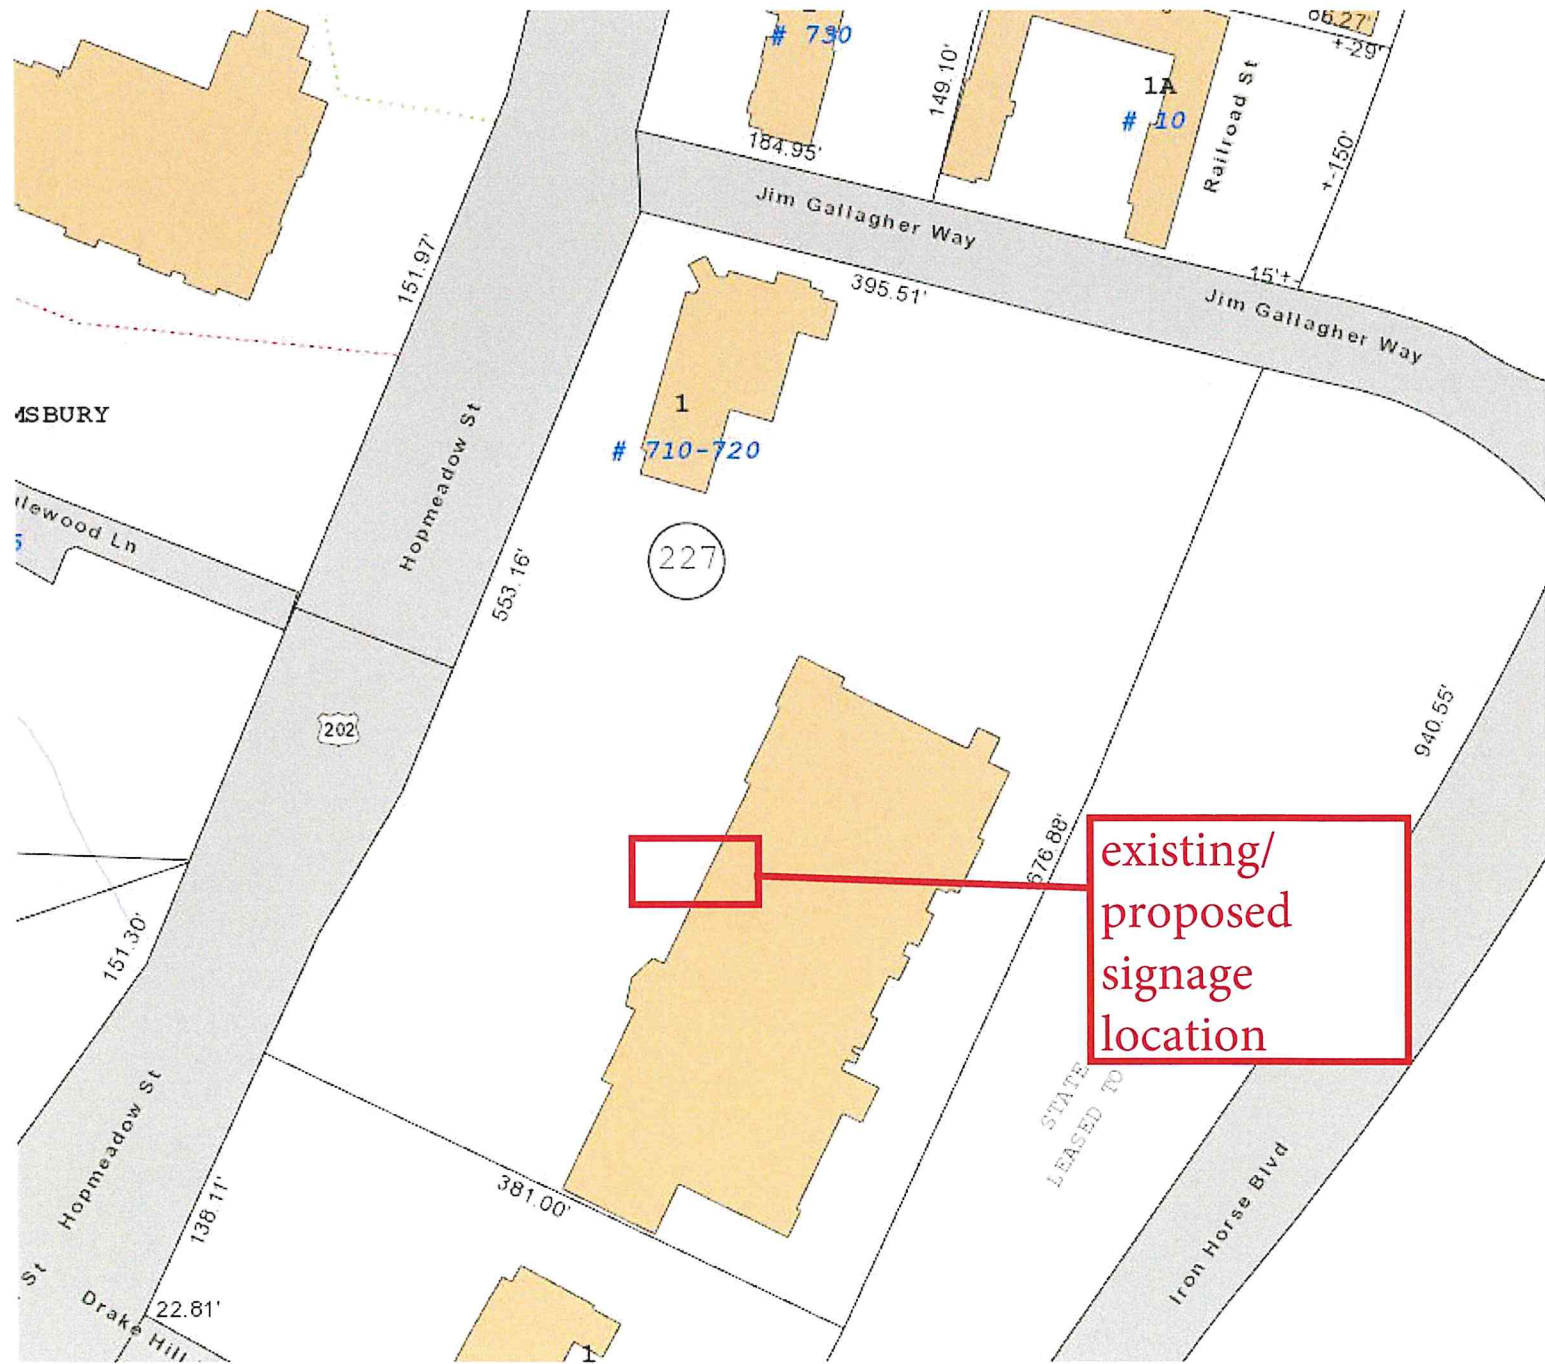 # 730
66.27'
+-29'
149.10'
1A
# 10
Railroad St
+-150'
184.95'
Jim Gallagher Way
151.97'
395.51'
15'+-
Jim Gallagher Way
1
# 710-720
Hopmeadow St
553.16'
227
202
940.55'
676.88'
existing/
proposed
signage
location
151.30'
STATE
LEASED TO
Hopmeadow St
138.11'
381.00'
Iron Horse Blvd
St
Drake Hill
22.81'
1